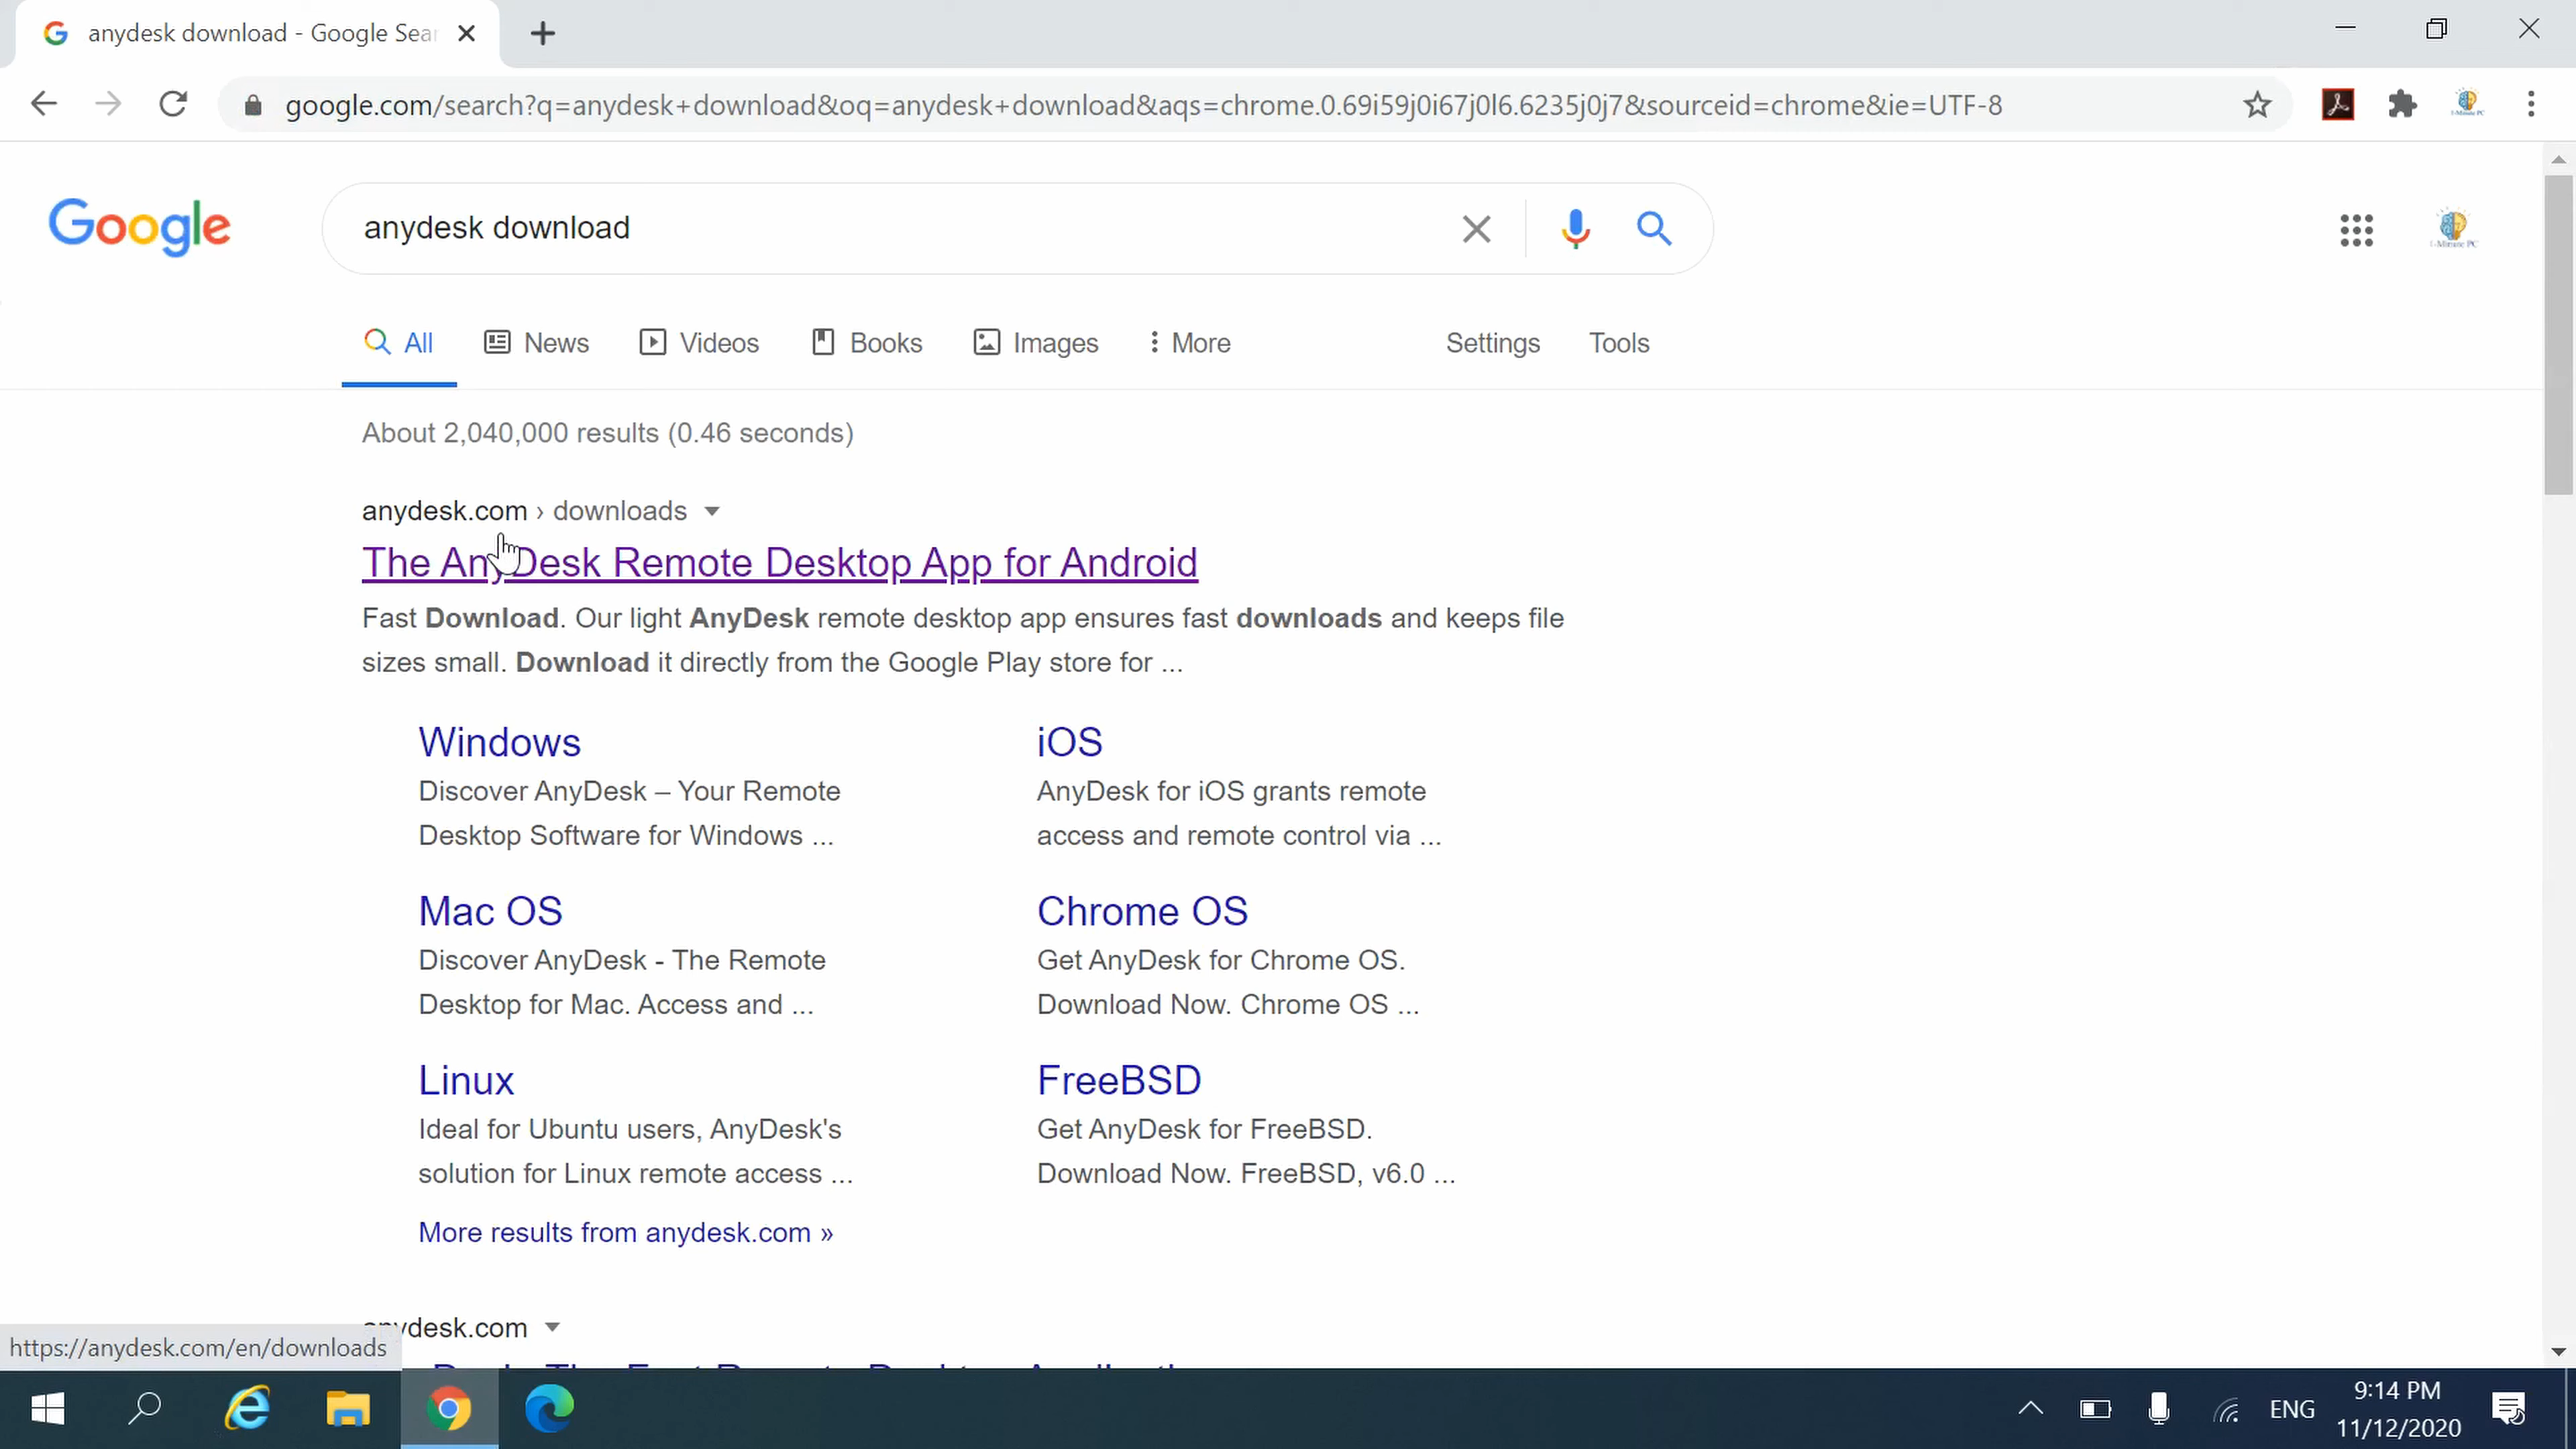 anydesk download - Google Sear
google.com/search?q=anydesk+download&oq=anydesk+download&aqs=chrome.0.69i59j0i67j0l6.6235j0j7&sourceid=chrome&ie=UTF-8
Google
anydesk download
1-Minute PC
All News Videos Books Images More Settings Tools
About 2,040,000 results (0.46 seconds)
anydesk.com › downloads
The AnyDesk Remote Desktop App for Android
Fast Download. Our light AnyDesk remote desktop app ensures fast downloads and keeps file
sizes small. Download it directly from the Google Play store for ...
Windows
Discover AnyDesk – Your Remote
Desktop Software for Windows ...
iOS
AnyDesk for iOS grants remote
access and remote control via ...
Mac OS
Discover AnyDesk - The Remote
Desktop for Mac. Access and ...
Chrome OS
Get AnyDesk for Chrome OS.
Download Now. Chrome OS ...
Linux
Ideal for Ubuntu users, AnyDesk's
solution for Linux remote access ...
FreeBSD
Get AnyDesk for FreeBSD.
Download Now. FreeBSD, v6.0 ...
More results from anydesk.com »
anydesk.com
https://anydesk.com/en/downloads
ENG
9:14 PM
11/12/2020